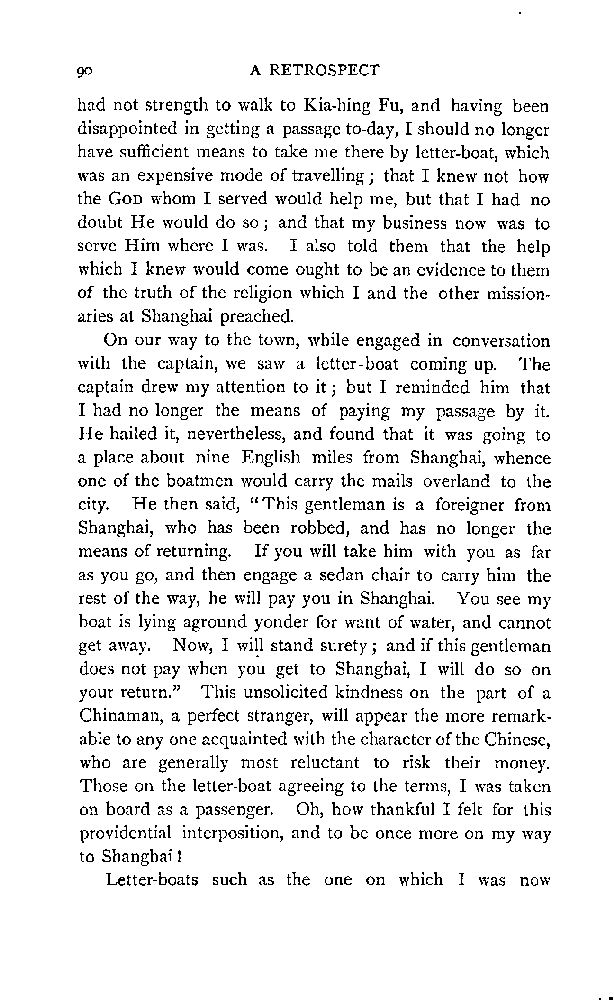 90 A RETROSPECT
had not strength to walk to Kia-hing Fu, and having been
disappointed in getting a passage to-day, I should no longer
have sufficient means to take me there by letter-boat, which
was an expensive mode of travelling; that I knew not how
the GOD whom I served would help me, but that I had no
doubt He would do so; and that my business now was to
serve Him where I was. I also told them that the help
which I knew would come ought to be an evidence to them
of the truth of the religion which I and the other mission-
aries at Shanghai preached.
On our way to the town, while engaged in conversation
with the captain, we saw a letter-boat coming up. The
captain drew my attention to it; but I reminded him that
I had no longer the means of paying my passage by it.
He hailed it, nevertheless, and found that it was going to
a place about nine English miles from Shanghai, whence
one of the boatmen would carry the mails overland to the
city. He then said, "This gentleman is a foreigner from
Shanghai, who has been robbed, and has no longer the
means of returning. If you will take him with you as far
as you go, and then engage a sedan chair to carry him the
rest of the way, he will pay you in Shanghai. You see my
boat is lying aground yonder for want of water, and cannot
get away. Now, I will stand surety; and if this gentleman
does not pay when you get to Shanghai, I will do so on
your return." This unsolicited kindness on the part of a
Chinaman, a perfect stranger, will appear the more remark-
able to any one acquainted with the character of the Chinese,
who are generally most reluctant to risk their money.
Those on the letter-boat agreeing to the terms, I was taken
on board as a passenger. Oh, how thankful I felt for this
providential interposition, and to be once more on my way
to Shanghai!
Letter-boats such as the one on which I was now